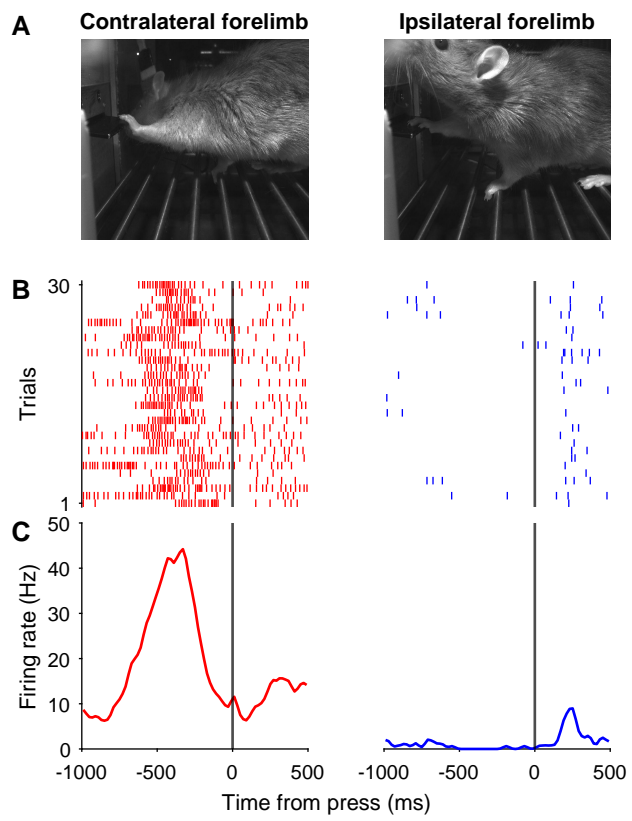 A
Contralateral forelimb
Ipsilateral forelimb
B
30
Trials
1
C
50
40
30
20
10
0
Firing rate (Hz)
-1000
-500
0
500
-1000
-500
0
500
Time from press (ms)